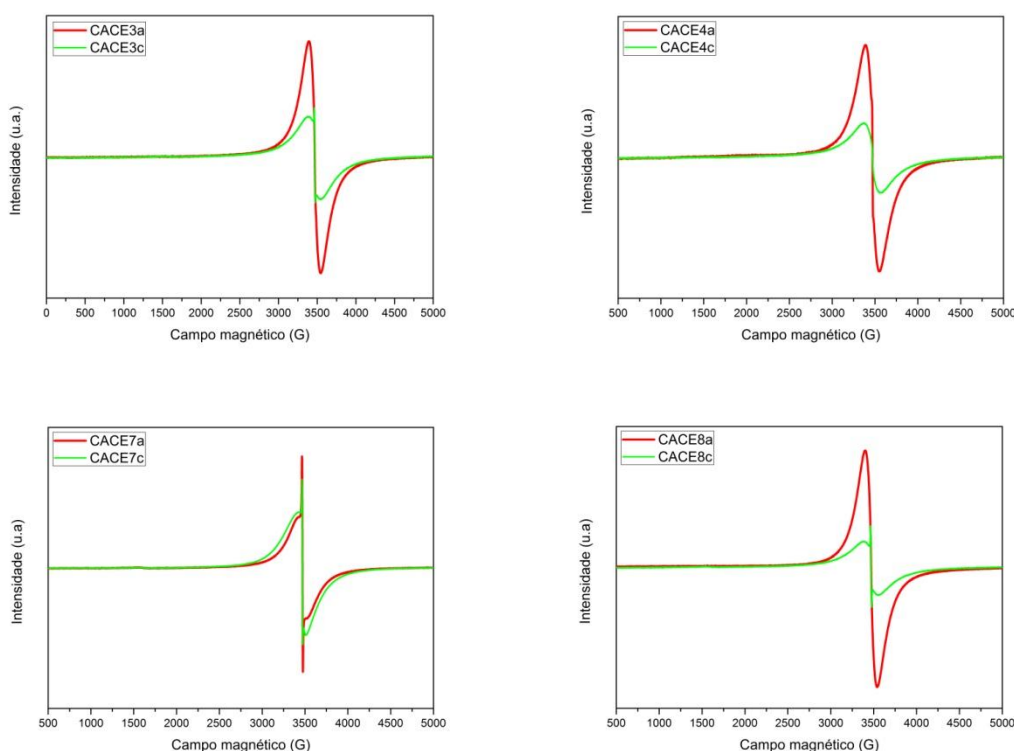 CACE3a
CACE3c
Intensidade (u.a.)
0 500 1000 1500 2000 2500 3000 3500 4000 4500 5000
Campo magnético (G)
CACE4a
CACE4c
Intensidade (u.a)
500 1000 1500 2000 2500 3000 3500 4000 4500 5000
Campo magnético (G)
CACE7a
CACE7c
Intensidade (u.a)
500 1000 1500 2000 2500 3000 3500 4000 4500 5000
Campo magnético (G)
CACE8a
CACE8c
Intensidade (u.a)
500 1000 1500 2000 2500 3000 3500 4000 4500 5000
Campo magnético (G)